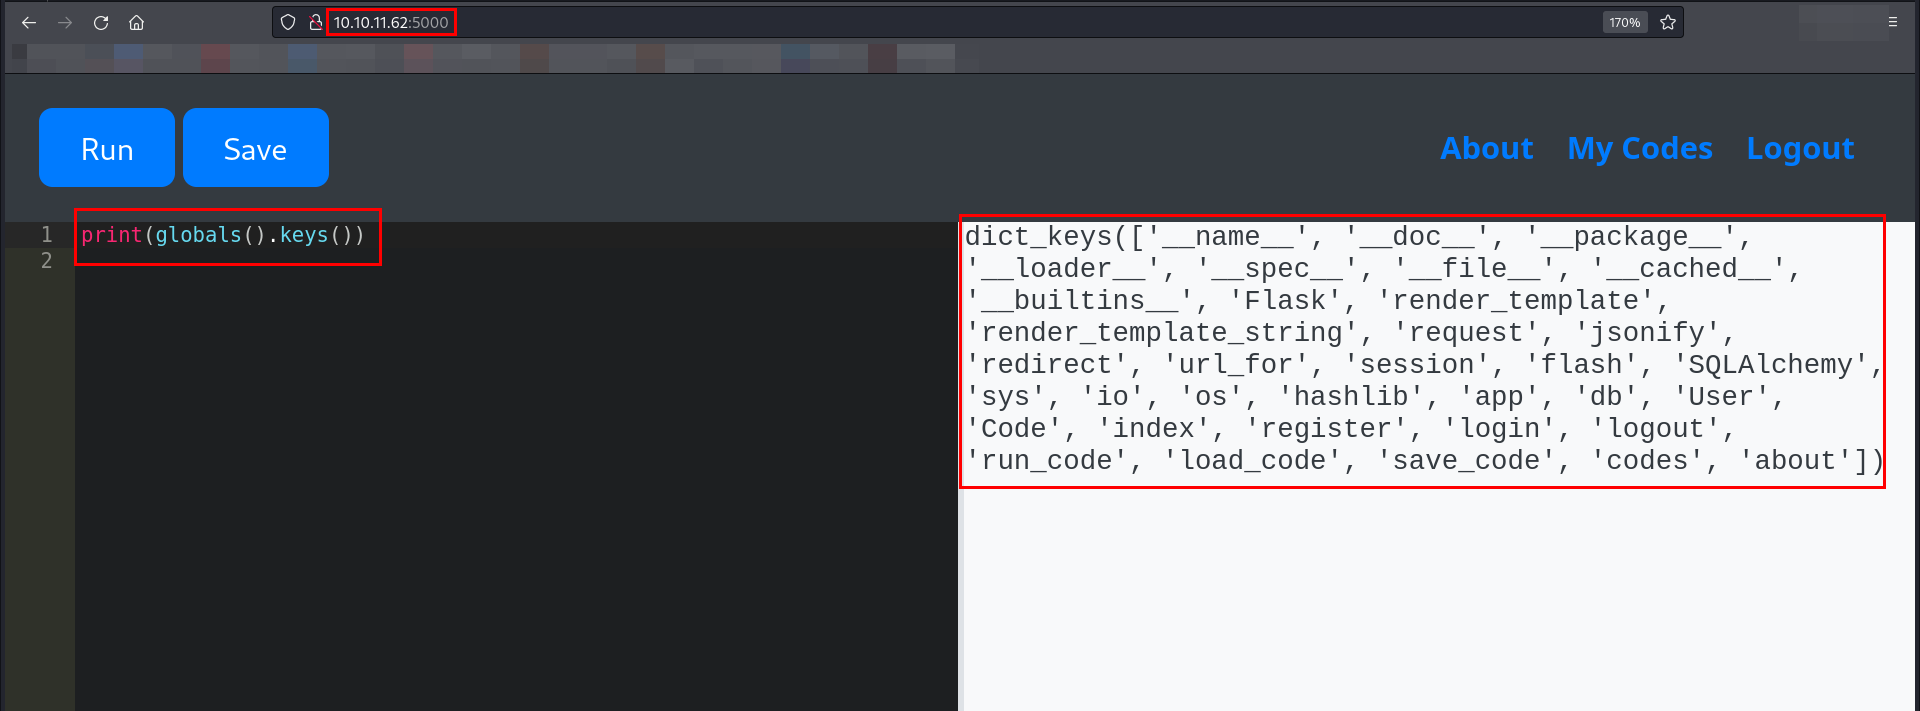 10.10.11.62:5000
170%
Run Save
About My Codes Logout
1 print(globals().keys())
2
dict_keys(['__name__', '__doc__', '__package__',
'__loader__', '__spec__', '__file__', '__cached__',
'__builtins__', 'Flask', 'render_template',
'render_template_string', 'request', 'jsonify',
'redirect', 'url_for', 'session', 'flash', 'SQLAlchemy',
'sys', 'io', 'os', 'hashlib', 'app', 'db', 'User',
'Code', 'index', 'register', 'login', 'logout',
'run_code', 'load_code', 'save_code', 'codes', 'about'])